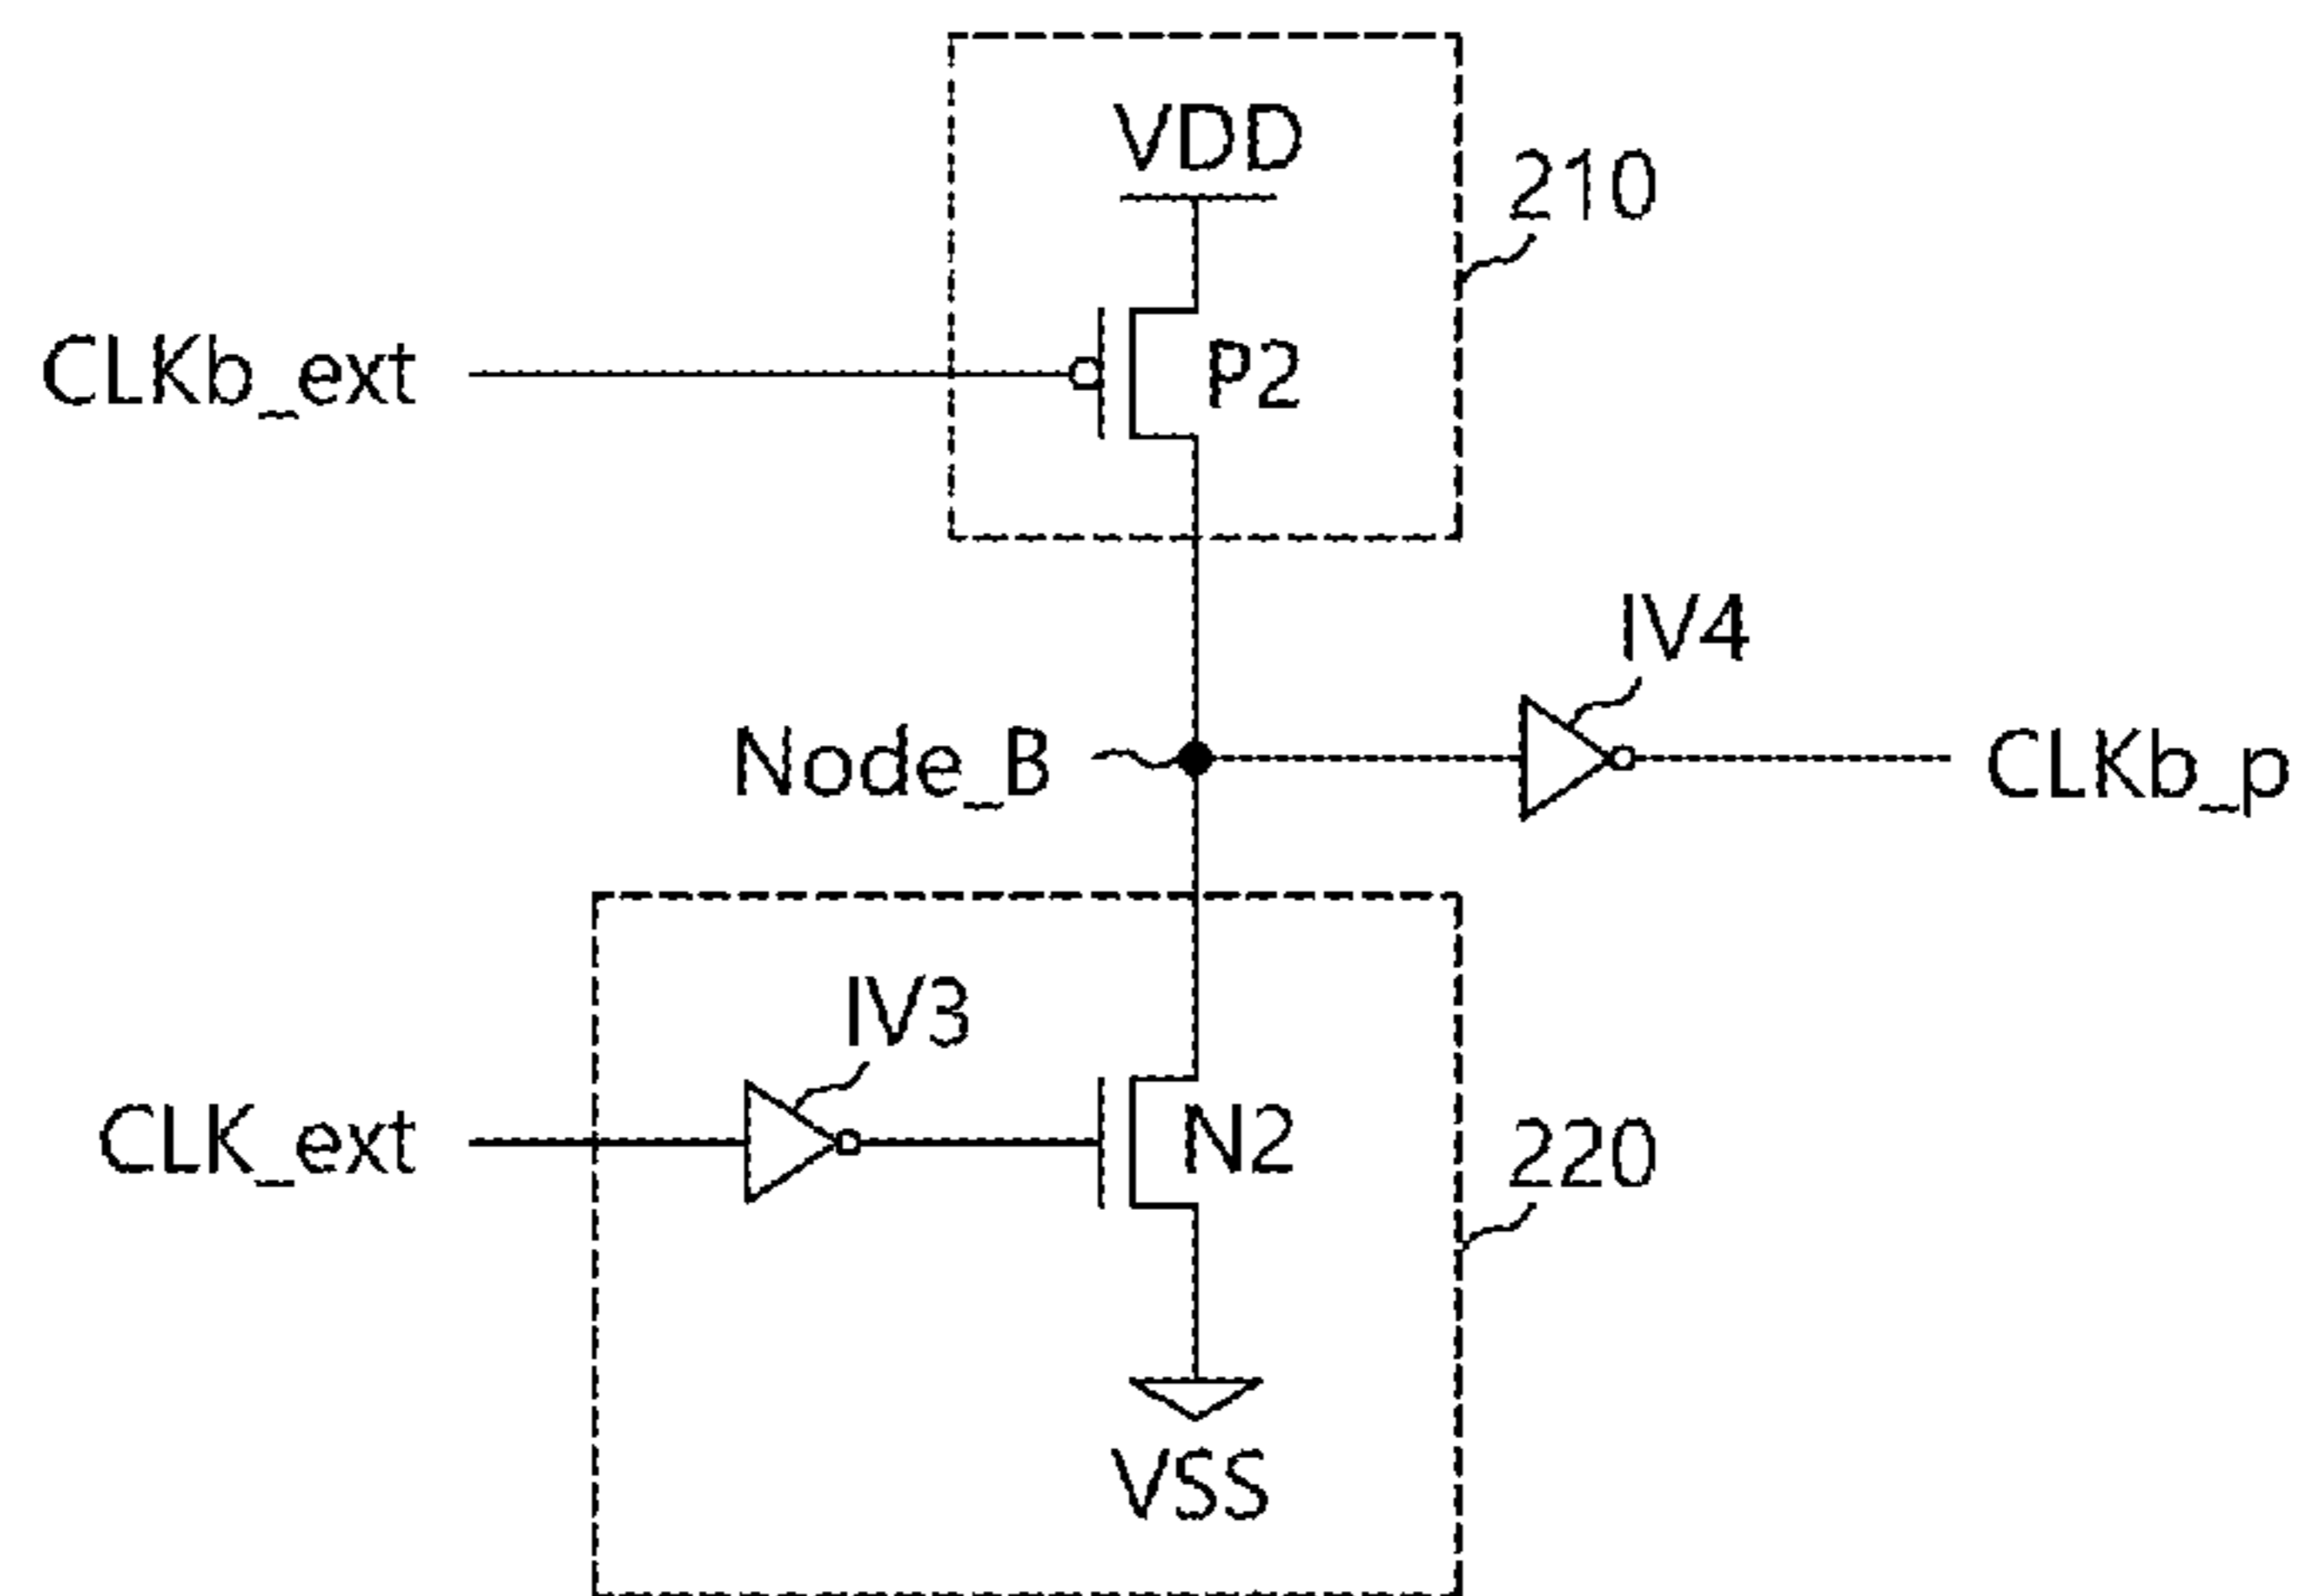 VDD
210
CLKb_ext
P2
IV4
Node_B
CLKb_p
IV3
CLK_ext
N2
220
VSS